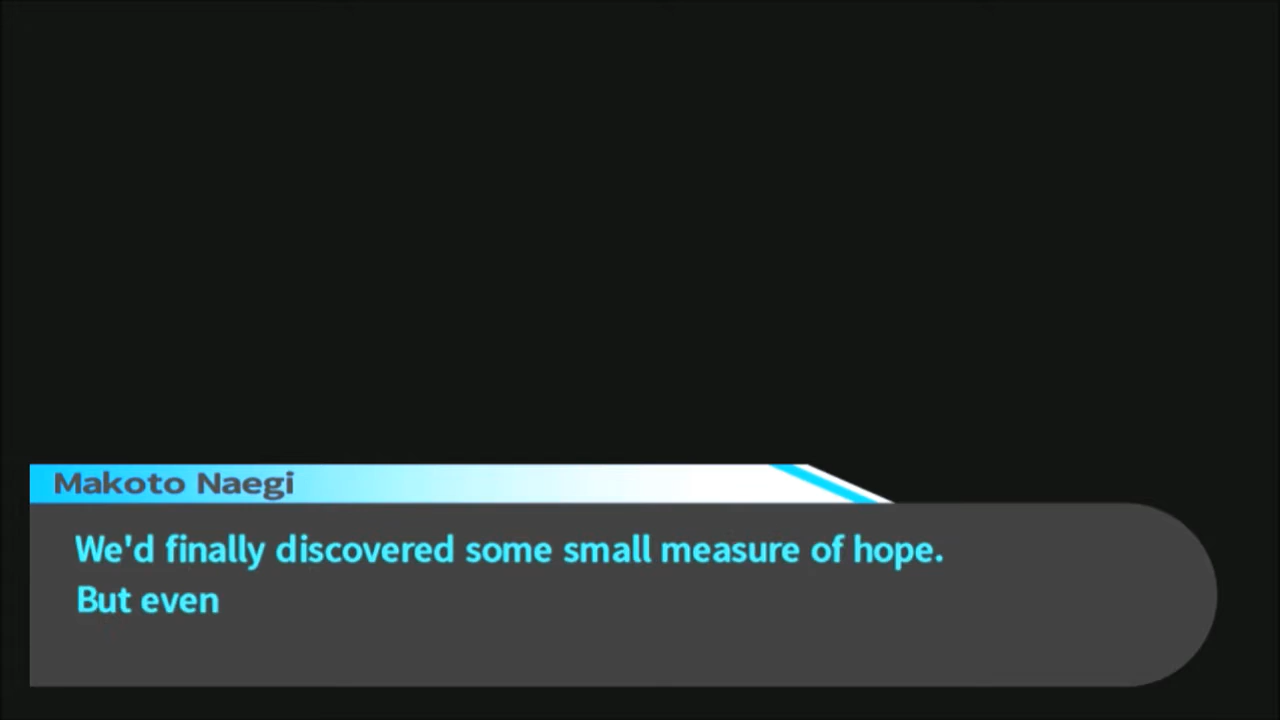 Makoto Naegi
We'd finally discovered some small measure of hope.
But even